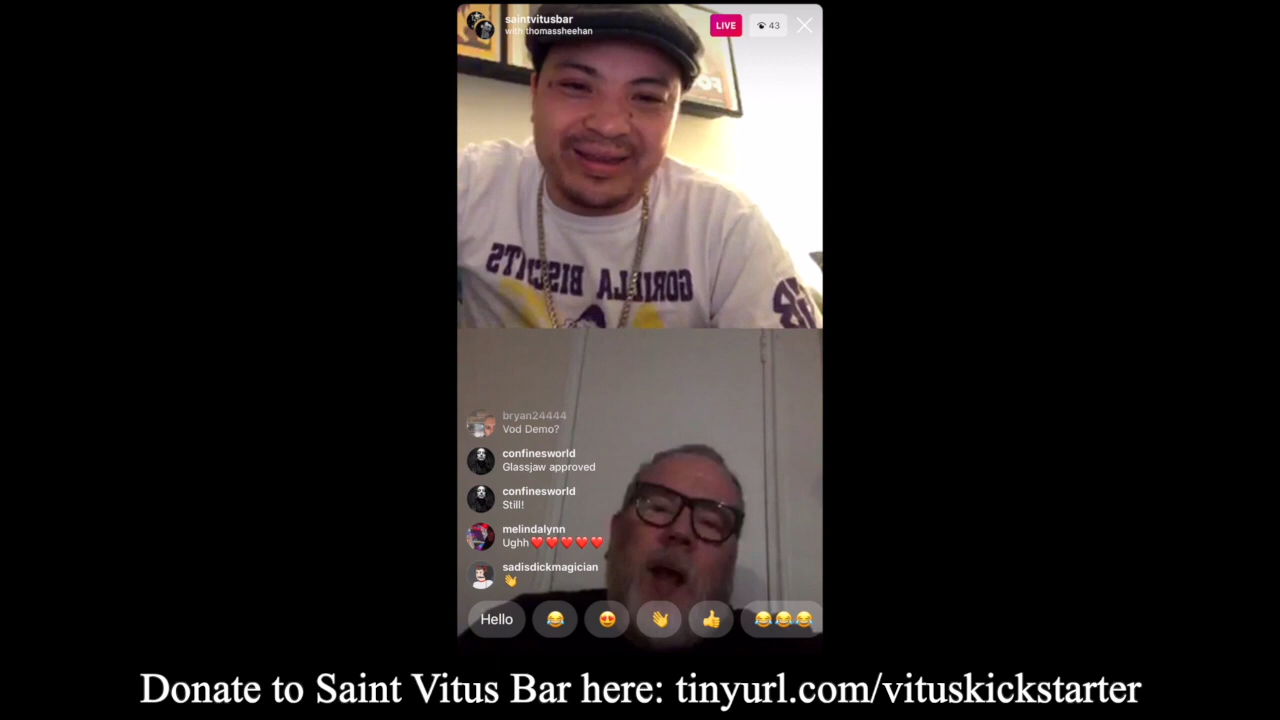 saintvitusbar
with thomassheehan
LIVE
43
GORILLA BISCUITS
GB
bryan24444
Vod Demo?
confinesworld
Glassjaw approved
confinesworld
Still!
melindalynn
Ughh❤️❤️❤️❤️❤️
sadisdickmagician
👋
Hello
😂
😍
👋
👍
😂😂😂
Donate to Saint Vitus Bar here: tinyurl.com/vituskickstarter